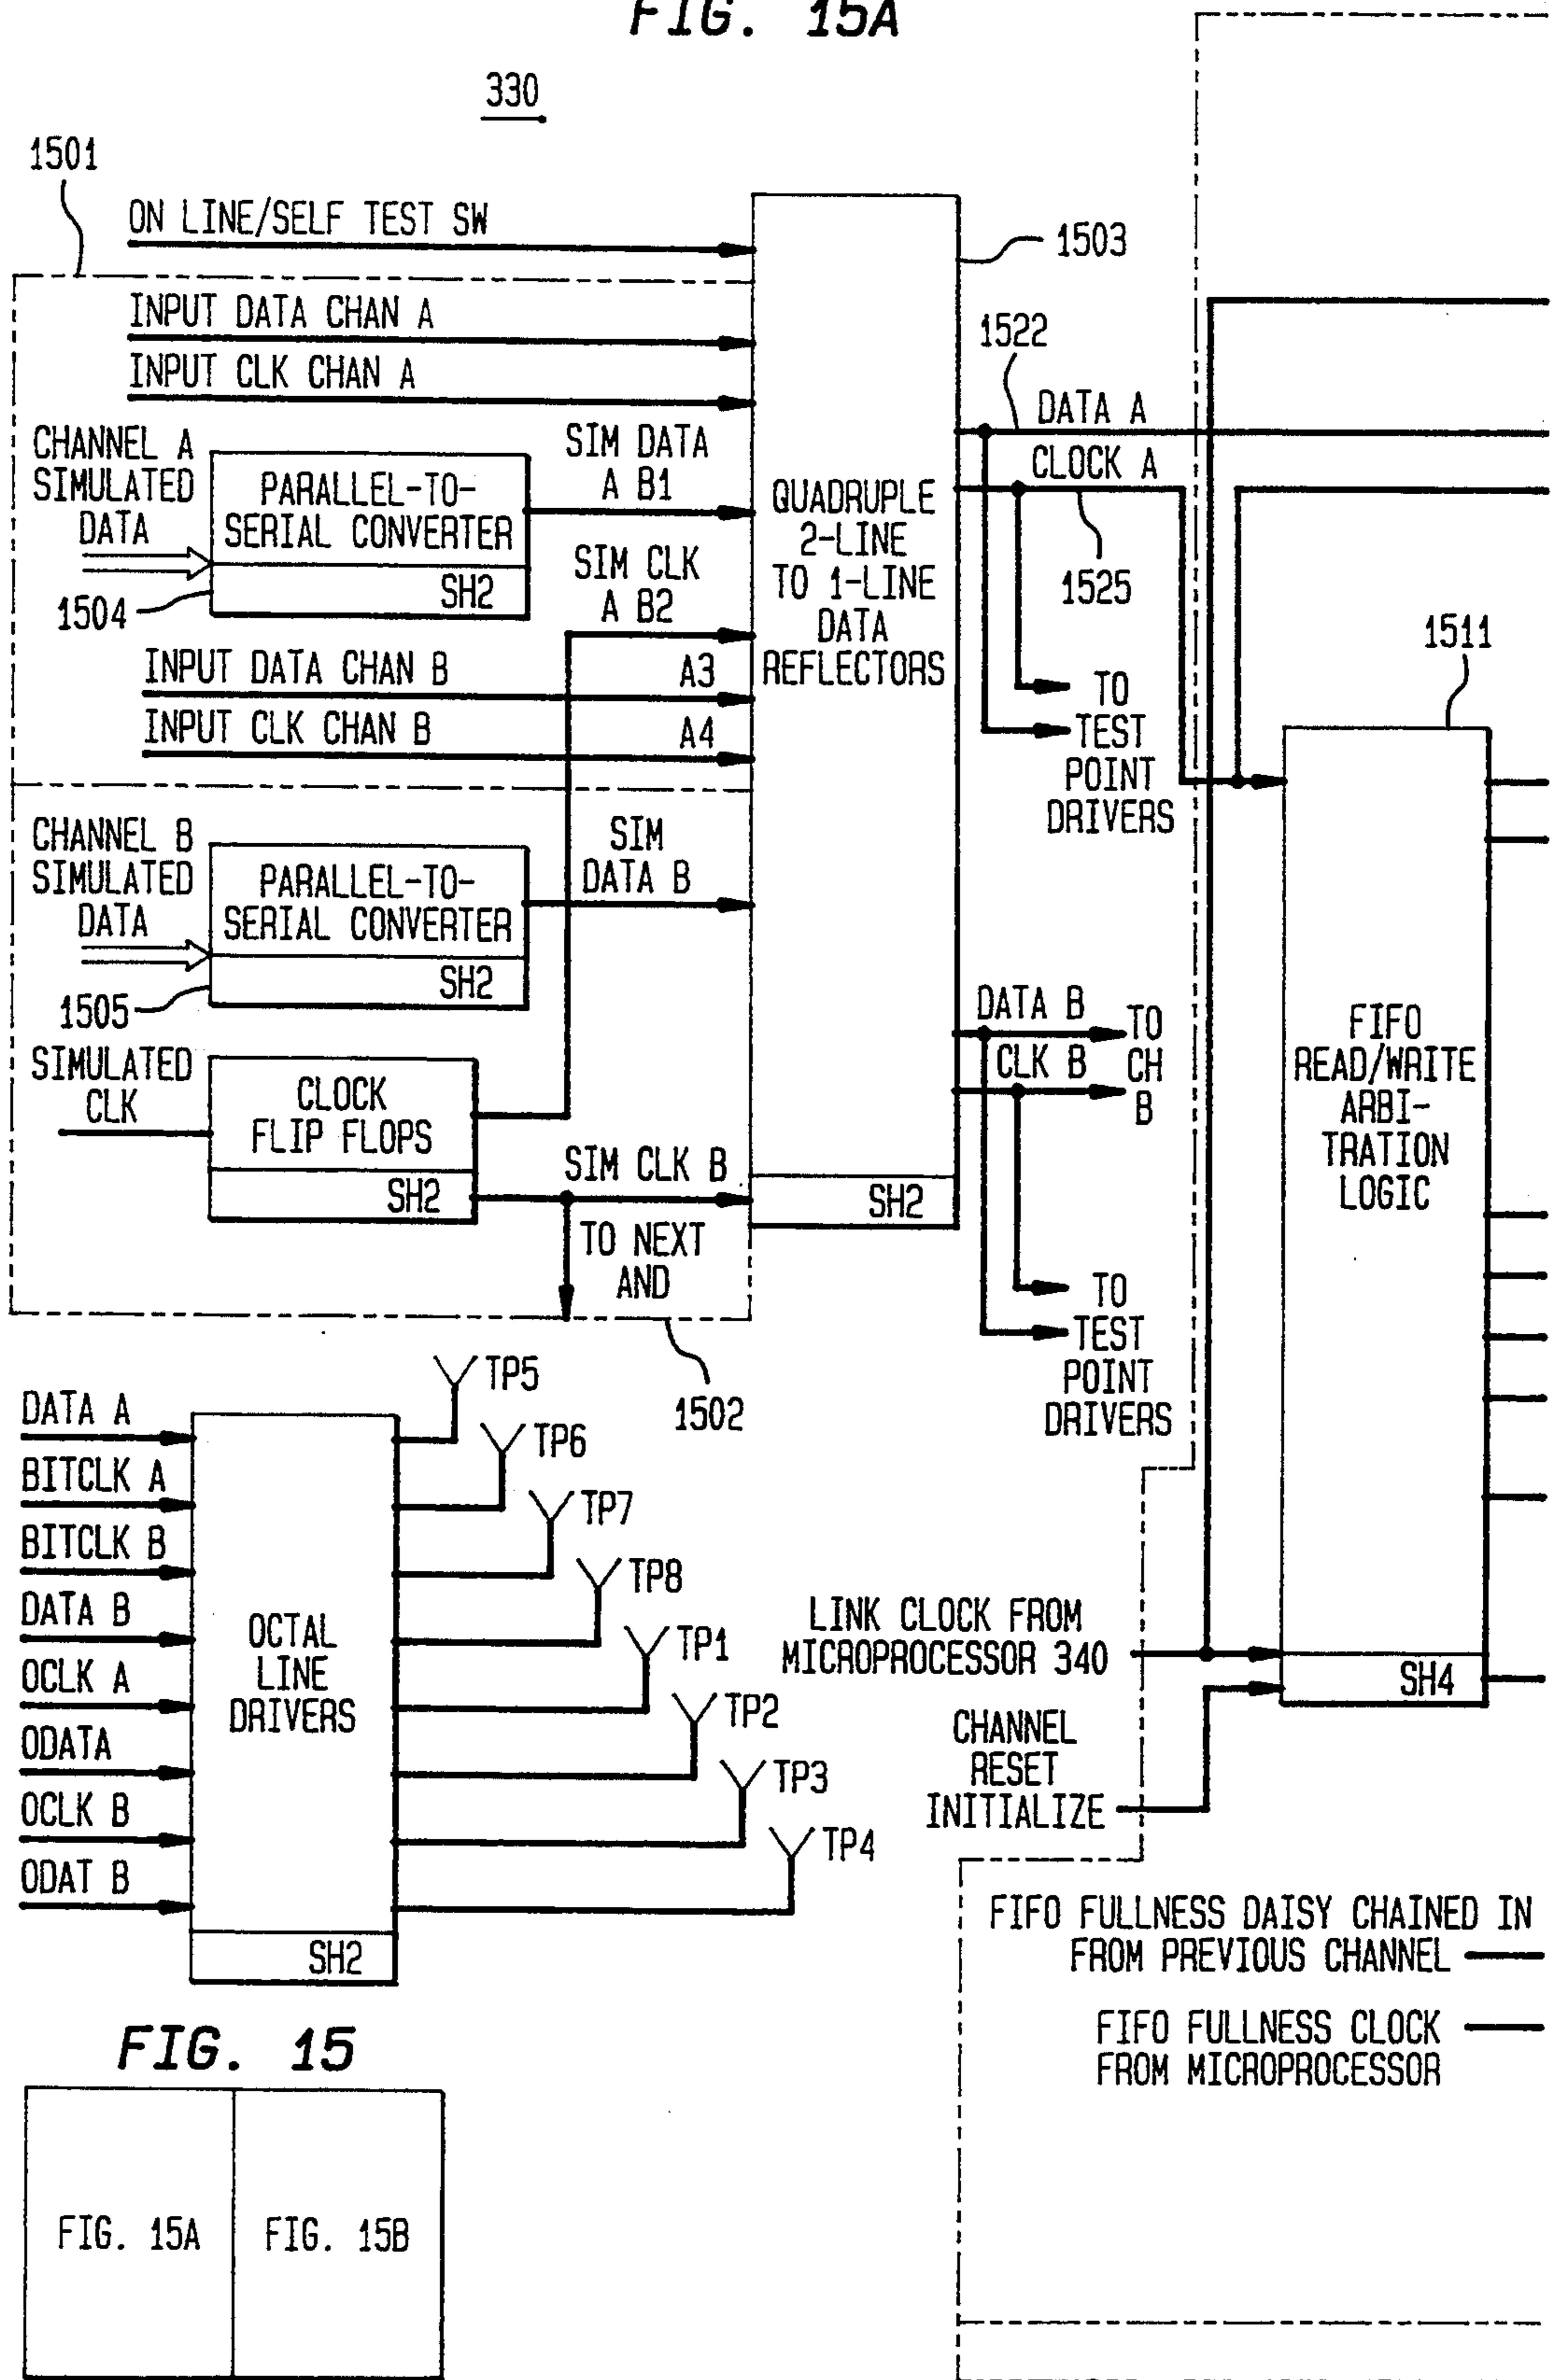 FIG. 15A
330
1501
ON LINE/SELF TEST SW
1503
INPUT DATA CHAN A
INPUT CLK CHAN A
1522
DATA A
CLOCK A
1525
CHANNEL A
SIMULATED
DATA
PARALLEL-TO-
SERIAL CONVERTER
SH2
1504
SIM DATA
A B1
SIM CLK
A B2
QUADRUPLE
2-LINE
TO 1-LINE
DATA
REFLECTORS
SH2
INPUT DATA CHAN B
A3
INPUT CLK CHAN B
A4
TO
TEST
POINT
DRIVERS
1511
CHANNEL B
SIMULATED
DATA
PARALLEL-TO-
SERIAL CONVERTER
SH2
1505
SIM
DATA B
SIMULATED
CLK
CLOCK
FLIP FLOPS
SH2
SIM CLK B
TO NEXT
AND
1502
DATA B
CLK B
TO
CH
B
TO
TEST
POINT
DRIVERS
FIFO
READ/WRITE
ARBI-
TRATION
LOGIC
SH4
DATA A
BITCLK A
BITCLK B
DATA B
OCLK A
ODATA
OCLK B
ODAT B
OCTAL
LINE
DRIVERS
SH2
TP5
TP6
TP7
TP8
TP1
TP2
TP3
TP4
LINK CLOCK FROM
MICROPROCESSOR 340
CHANNEL
RESET
INITIALIZE
FIFO FULLNESS DAISY CHAINED IN
FROM PREVIOUS CHANNEL
FIFO FULLNESS CLOCK
FROM MICROPROCESSOR
FIG. 15
FIG. 15A
FIG. 15B